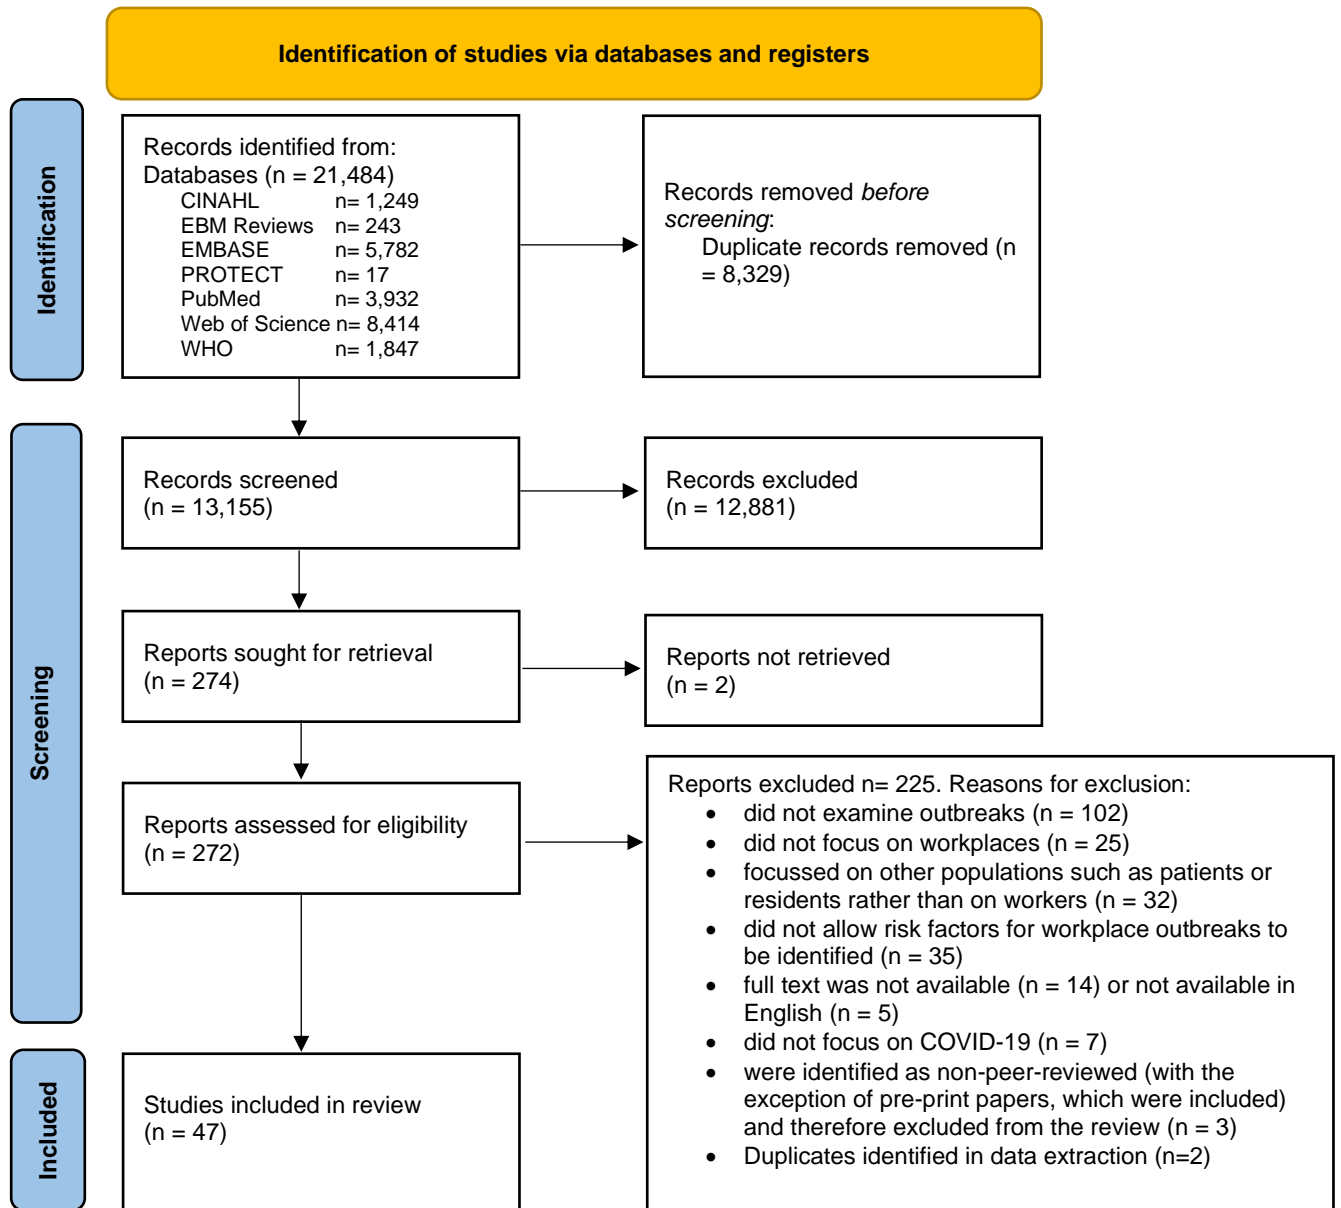 Identification of studies via databases and registers
Identification
Records identified from:
Databases (n = 21,484)
CINAHL n= 1,249
EBM Reviews n= 243
EMBASE n= 5,782
PROTECT n= 17
PubMed n= 3,932
Web of Science n= 8,414
WHO n= 1,847
Records removed before
screening:
Duplicate records removed (n
= 8,329)
Screening
Records screened
(n = 13,155)
Records excluded
(n = 12,881)
Reports sought for retrieval
(n = 274)
Reports not retrieved
(n = 2)
Reports assessed for eligibility
(n = 272)
Reports excluded n= 225. Reasons for exclusion:
• did not examine outbreaks (n = 102)
• did not focus on workplaces (n = 25)
• focussed on other populations such as patients or
residents rather than on workers (n = 32)
• did not allow risk factors for workplace outbreaks to
be identified (n = 35)
• full text was not available (n = 14) or not available in
English (n = 5)
• did not focus on COVID-19 (n = 7)
• were identified as non-peer-reviewed (with the
exception of pre-print papers, which were included)
and therefore excluded from the review (n = 3)
• Duplicates identified in data extraction (n=2)
Included
Studies included in review
(n = 47)